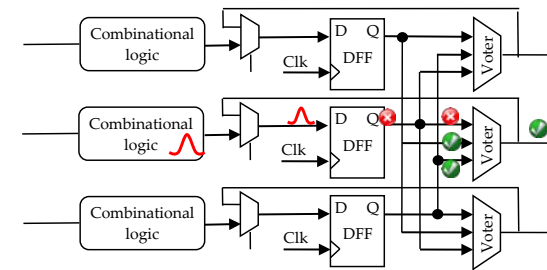 Combinational
logic
D Q
DFF
Clk
Voter
Combinational
logic
D Q
DFF
Clk
Voter
Combinational
logic
D Q
DFF
Clk
Voter